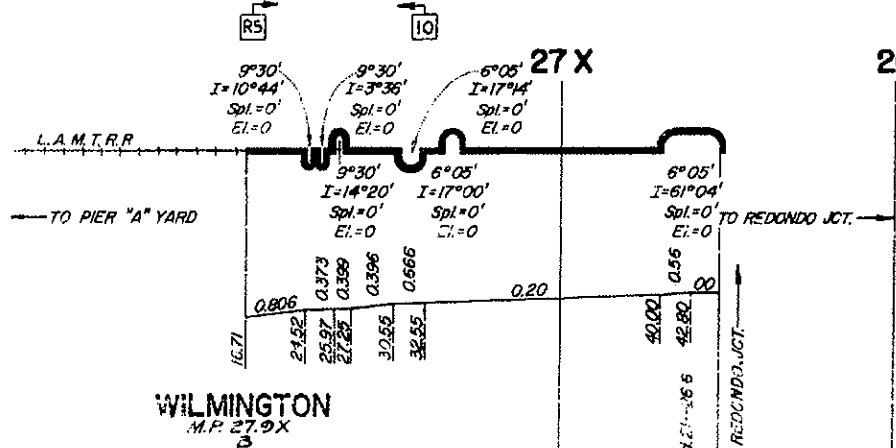 R5
10
27 X
2
9°30'
I=10°44'
Spl.=0'
El.=0
9°30'
I=3°36'
Spl.=0'
El.=0
6°05'
I=17°14'
Spl.=0'
El.=0
L.A.M.T.R.R
9°30'
I=14°20'
Spl.=0'
El.=0
6°05'
I=17°00'
Spl.=0'
El.=0
6°05'
I=61°04'
Spl.=0'
El.=0
TO PIER "A" YARD
TO REDONDO JCT.
0.806
0.373
0.399
0.396
0.666
0.20
0.56
00
16.71
24.52
25.97
27.25
30.55
32.55
40.00
42.80
REDONDO JCT.
WILMINGTON
M.P. 27.9X
B